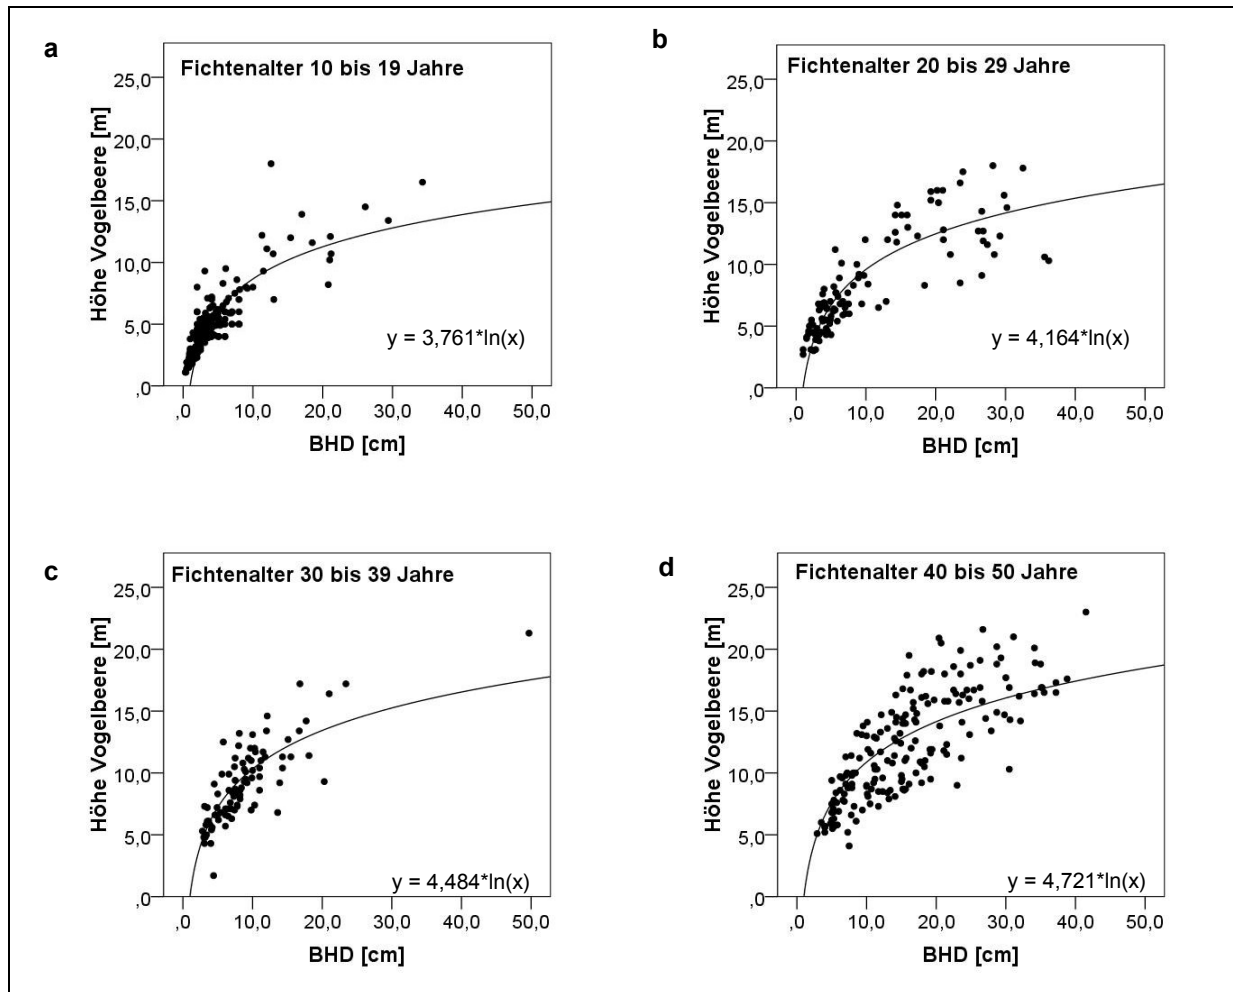 a
Fichtenalter 10 bis 19 Jahre
Höhe Vogelbeere [m]
25,0
20,0
15,0
10,0
5,0
,0
y = 3,761*ln(x)
,0 10,0 20,0 30,0 40,0 50,0
BHD [cm]
b
Fichtenalter 20 bis 29 Jahre
Höhe Vogelbeere [m]
25,0
20,0
15,0
10,0
5,0
,0
y = 4,164*ln(x)
,0 10,0 20,0 30,0 40,0 50,0
BHD [cm]
c
Fichtenalter 30 bis 39 Jahre
Höhe Vogelbeere [m]
25,0
20,0
15,0
10,0
5,0
,0
y = 4,484*ln(x)
,0 10,0 20,0 30,0 40,0 50,0
BHD [cm]
d
Fichtenalter 40 bis 50 Jahre
Höhe Vogelbeere [m]
25,0
20,0
15,0
10,0
5,0
,0
y = 4,721*ln(x)
,0 10,0 20,0 30,0 40,0 50,0
BHD [cm]